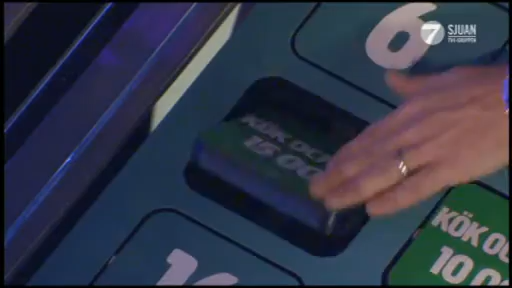 7 SJUAN
TV4-GRUPPEN
6
KÖK OCH
15 00
KÖK OC
10 00